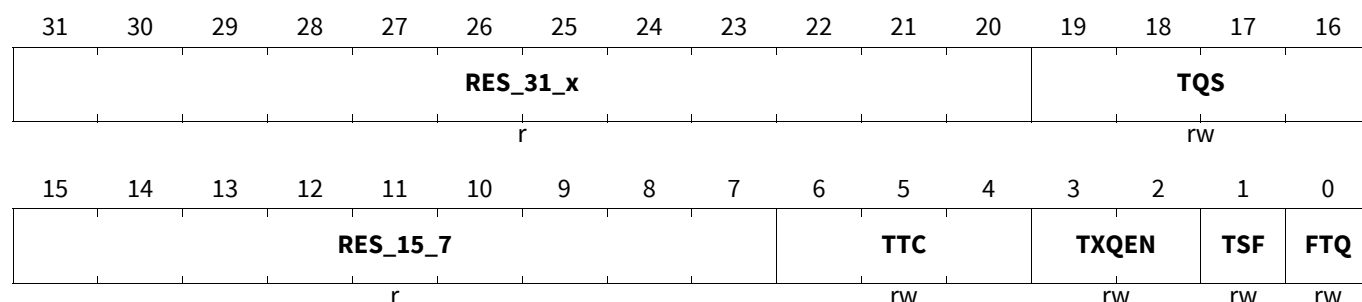 31 30 29 28 27 26 25 24 23 22 21 20 19 18 17 16
RES_31_x TQS
r rw
15 14 13 12 11 10 9 8 7 6 5 4 3 2 1 0
RES_15_7 TTC TXQEN TSF FTQ
r rw rw rw rw